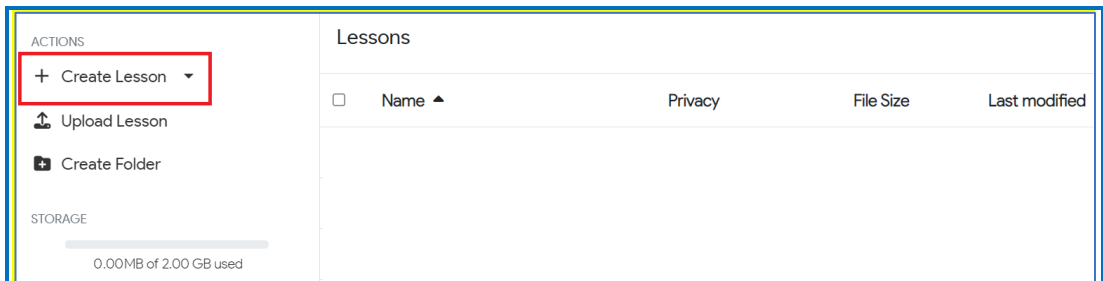 ACTIONS
+ Create Lesson
Upload Lesson
Create Folder
STORAGE
0.00MB of 2.00 GB used
Lessons
Name Privacy File Size Last modified